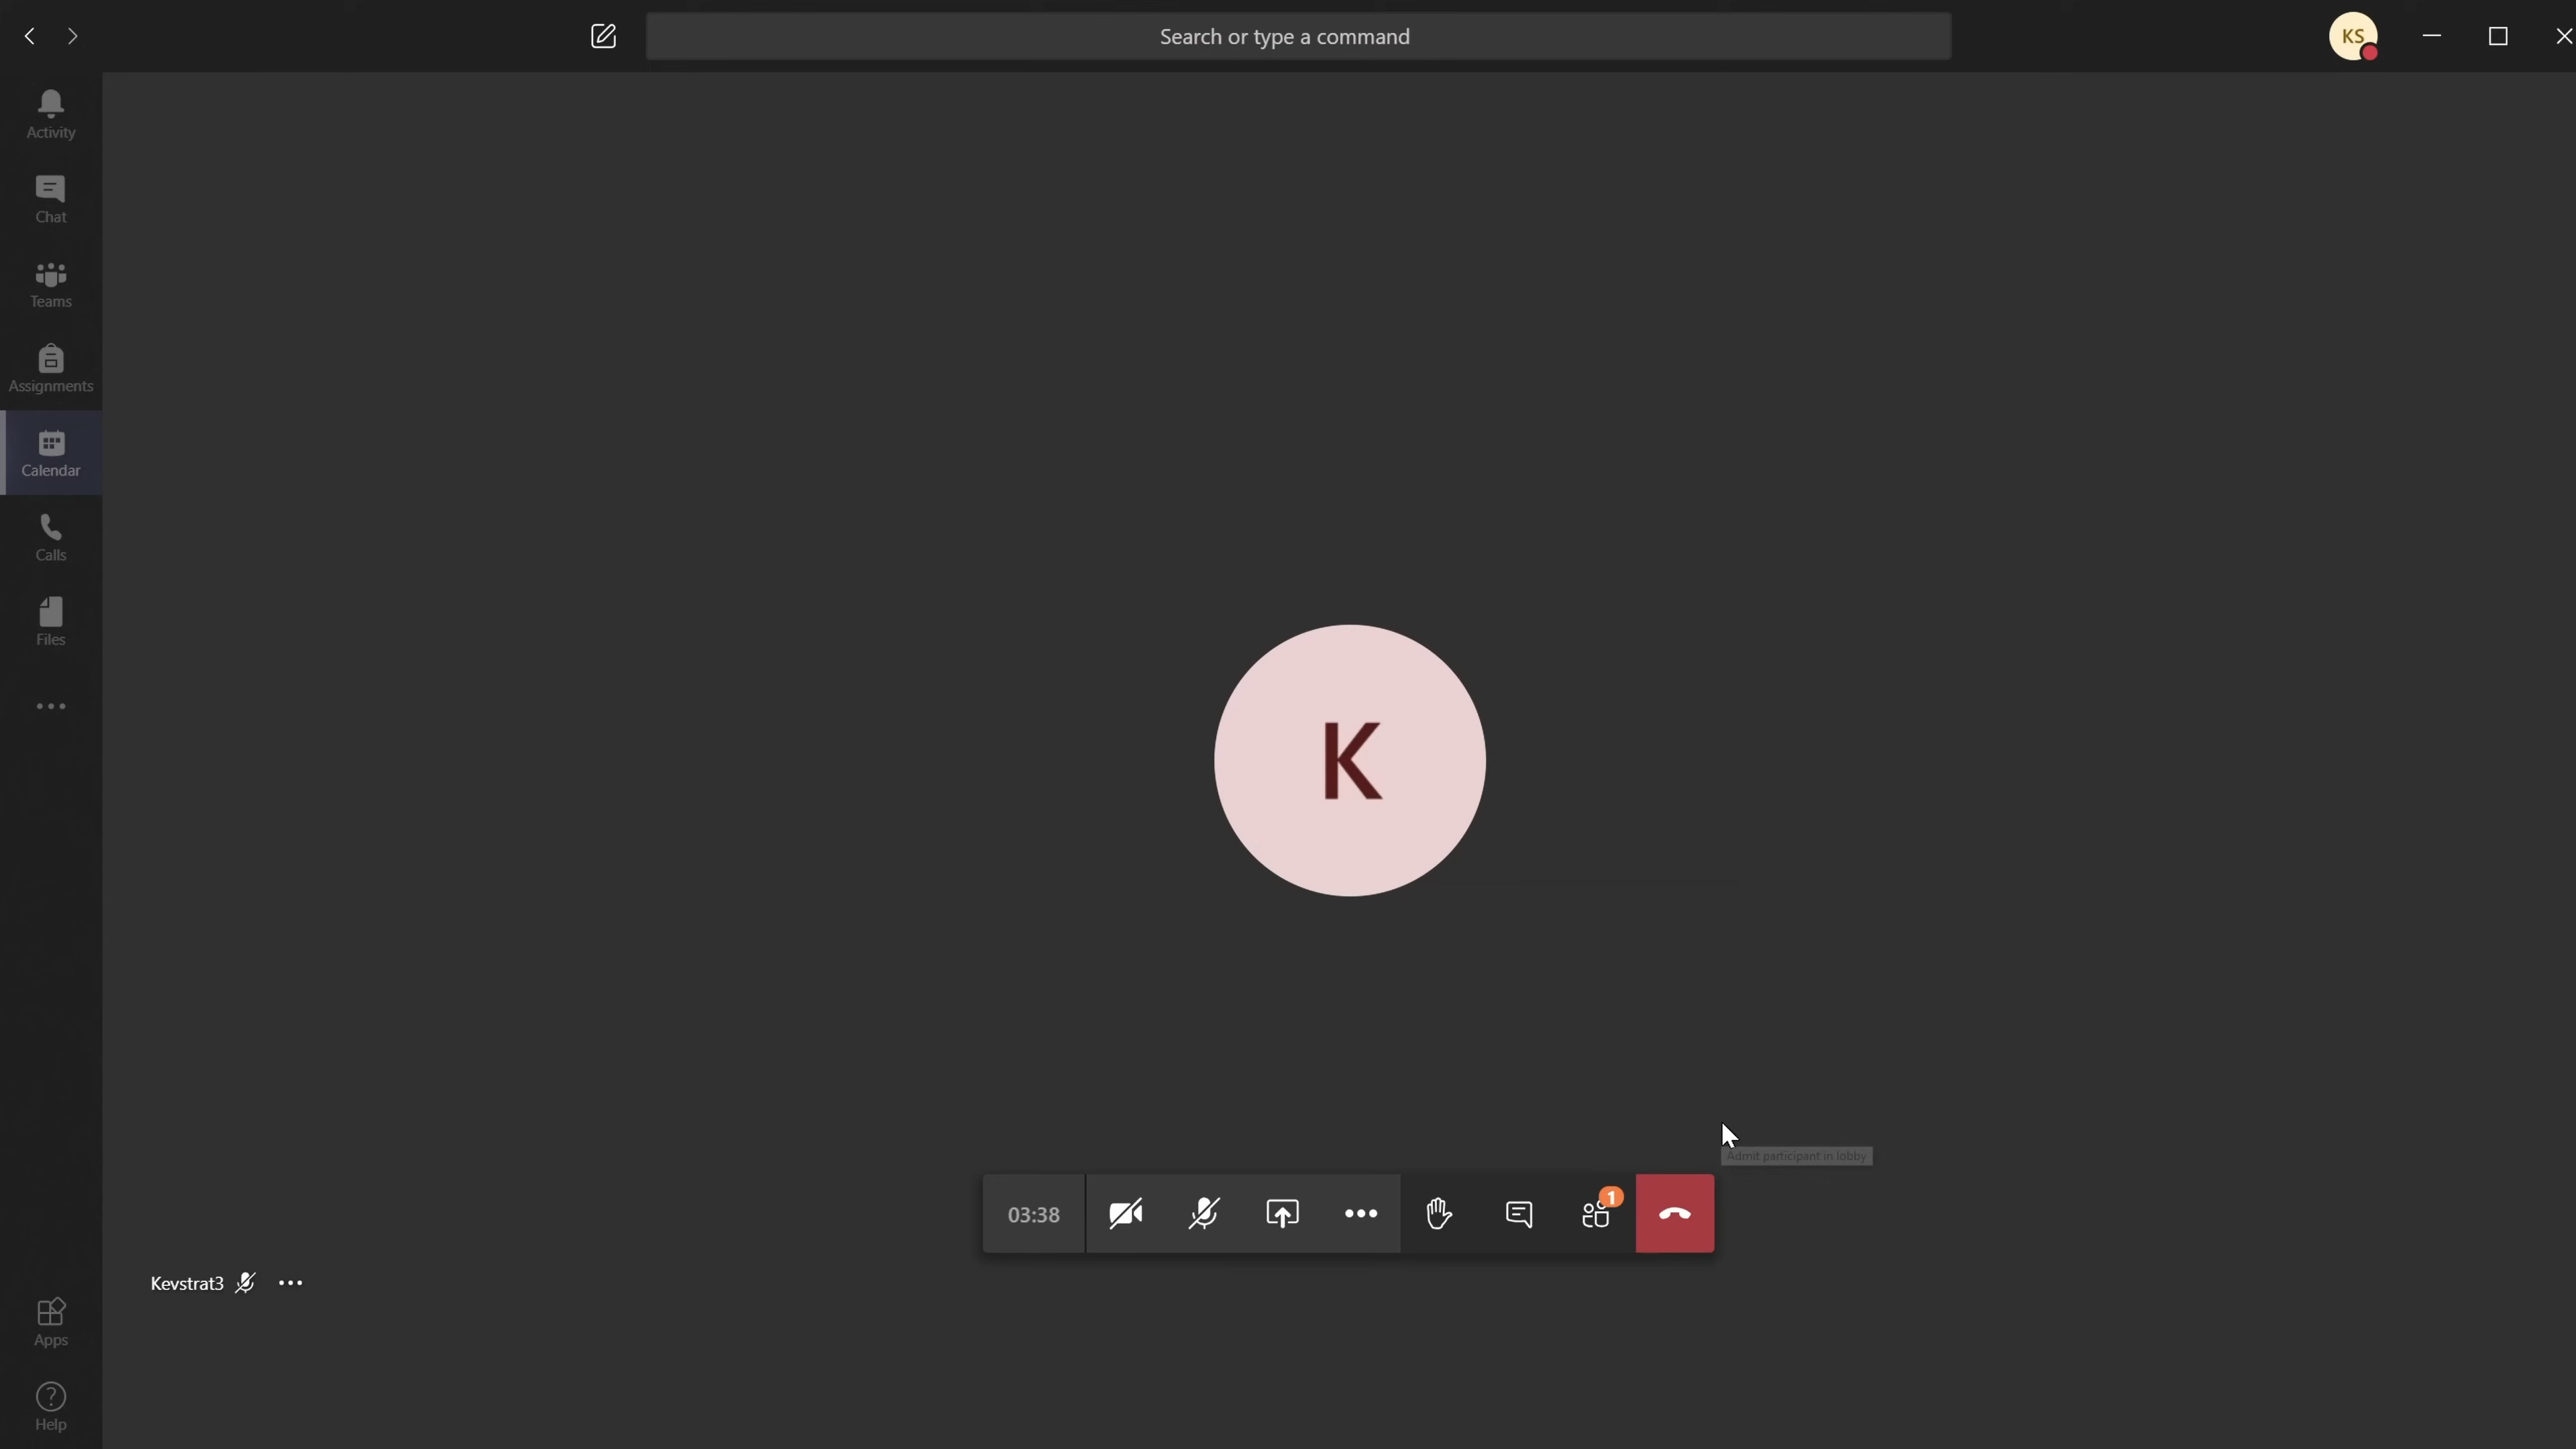 Search or type a command
KS
Activity
Chat
Teams
Assignments
Calendar
Calls
Files
K
Admit participant in lobby
03:38
1
Kevstrat3
Apps
Help